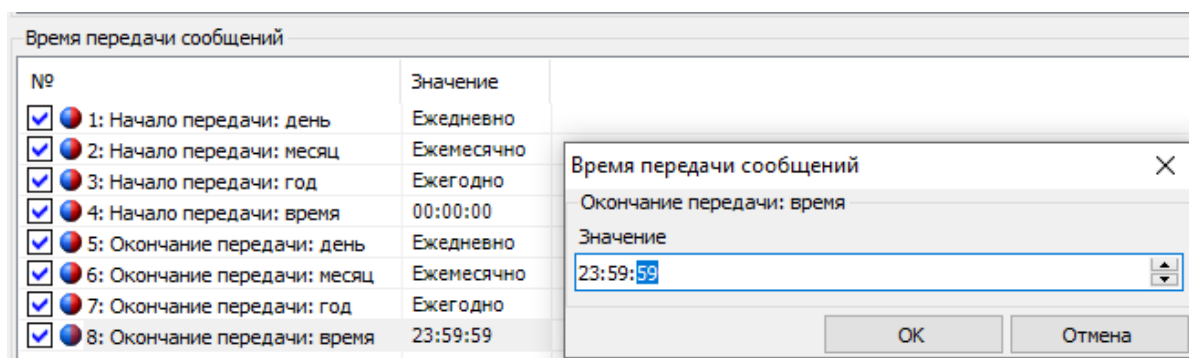 Время передачи сообщений
№ Значение
1: Начало передачи: день Ежедневно
2: Начало передачи: месяц Ежемесячно
3: Начало передачи: год Ежегодно
4: Начало передачи: время 00:00:00
5: Окончание передачи: день Ежедневно
6: Окончание передачи: месяц Ежемесячно
7: Окончание передачи: год Ежегодно
8: Окончание передачи: время 23:59:59
Время передачи сообщений
Окончание передачи: время
Значение
23:59:59
OK Отмена